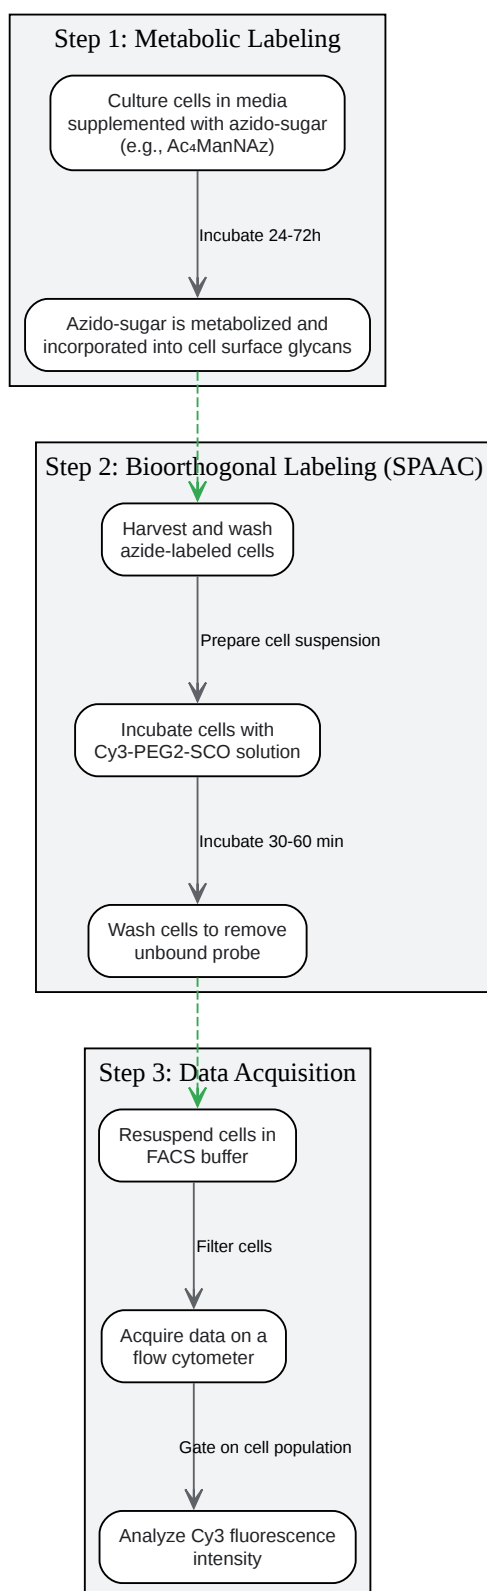 Step 1: Metabolic Labeling
Culture cells in media
supplemented with azido-sugar
(e.g., Ac₄ManNAz)
Incubate 24-72h
Azido-sugar is metabolized and
incorporated into cell surface glycans
Step 2: Bioorthogonal Labeling (SPAAC)
Harvest and wash
azide-labeled cells
Prepare cell suspension
Incubate cells with
Cy3-PEG2-SCO solution
Incubate 30-60 min
Wash cells to remove
unbound probe
Step 3: Data Acquisition
Resuspend cells in
FACS buffer
Filter cells
Acquire data on a
flow cytometer
Gate on cell population
Analyze Cy3 fluorescence
intensity